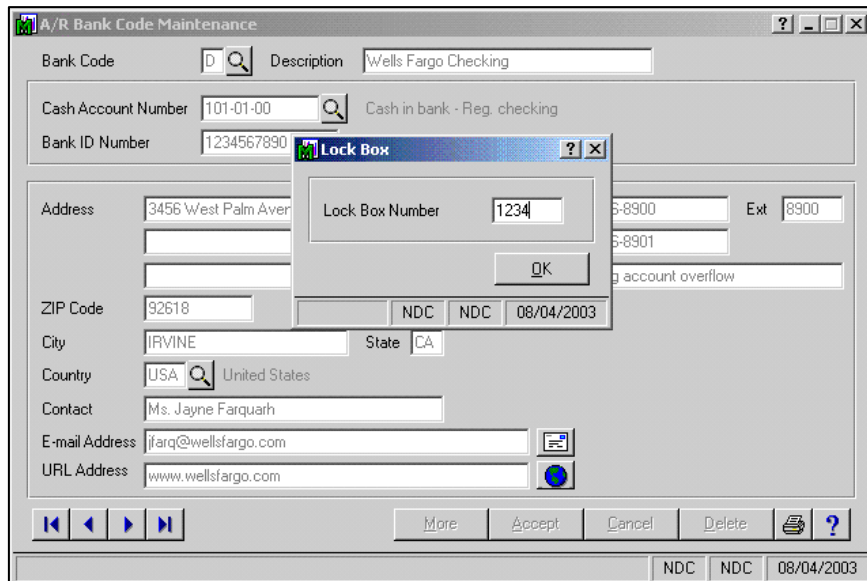 A/R Bank Code Maintenance
Bank Code D Description Wells Fargo Checking
Cash Account Number 101-01-00 Cash in bank - Reg. checking
Bank ID Number 1234567890
Lock Box
Lock Box Number 1234
OK
NDC NDC 08/04/2003
Address 3456 West Palm Aven 6-8900 Ext 8900
6-8901
g account overflow
ZIP Code 92618
City IRVINE State CA
Country USA United States
Contact Ms. Jayne Farquarh
E-mail Address jfarq@wellsfargo.com
URL Address www.wellsfargo.com
More Accept Cancel Delete
NDC NDC 08/04/2003